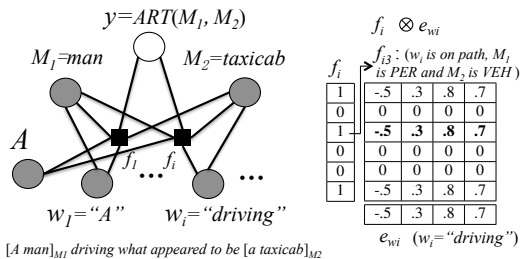 y=ART(M1, M2)
M1=man
M2=taxicab
A
f1
fi
... ...
w1="A"
wi="driving"
[A man]M1 driving what appeared to be [a taxicab]M2
fi ⊗ ewi
fi3: (wi is on path, M1
is PER and M2 is VEH)
fi
1 -.5 .3 .8 .7
0 0 0 0 0
1 -.5 .3 .8 .7
0 0 0 0 0
0 0 0 0 0
1 -.5 .3 .8 .7
-.5 .3 .8 .7
ewi (wi="driving")